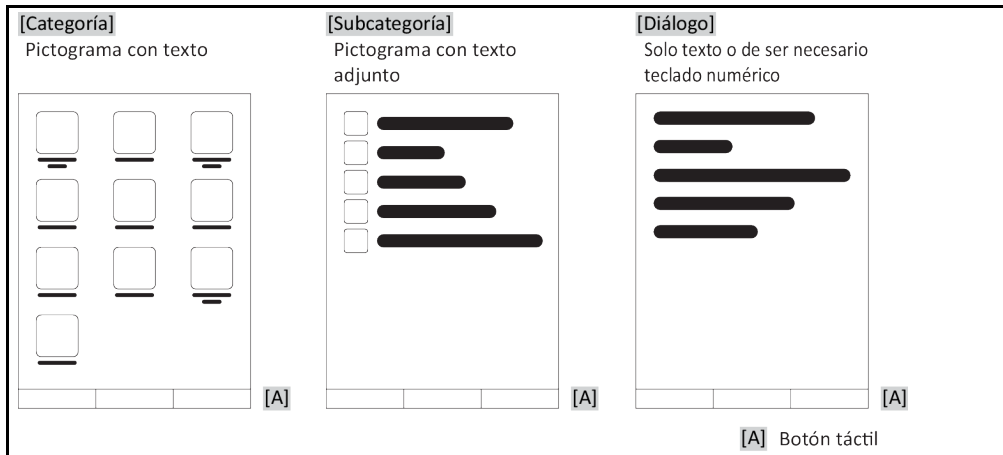 [Categoría]
Pictograma con texto
[Subcategoría]
Pictograma con texto
adjunto
[Diálogo]
Solo texto o de ser necesario
teclado numérico
[A]
[A]
[A]
[A] Botón táctil